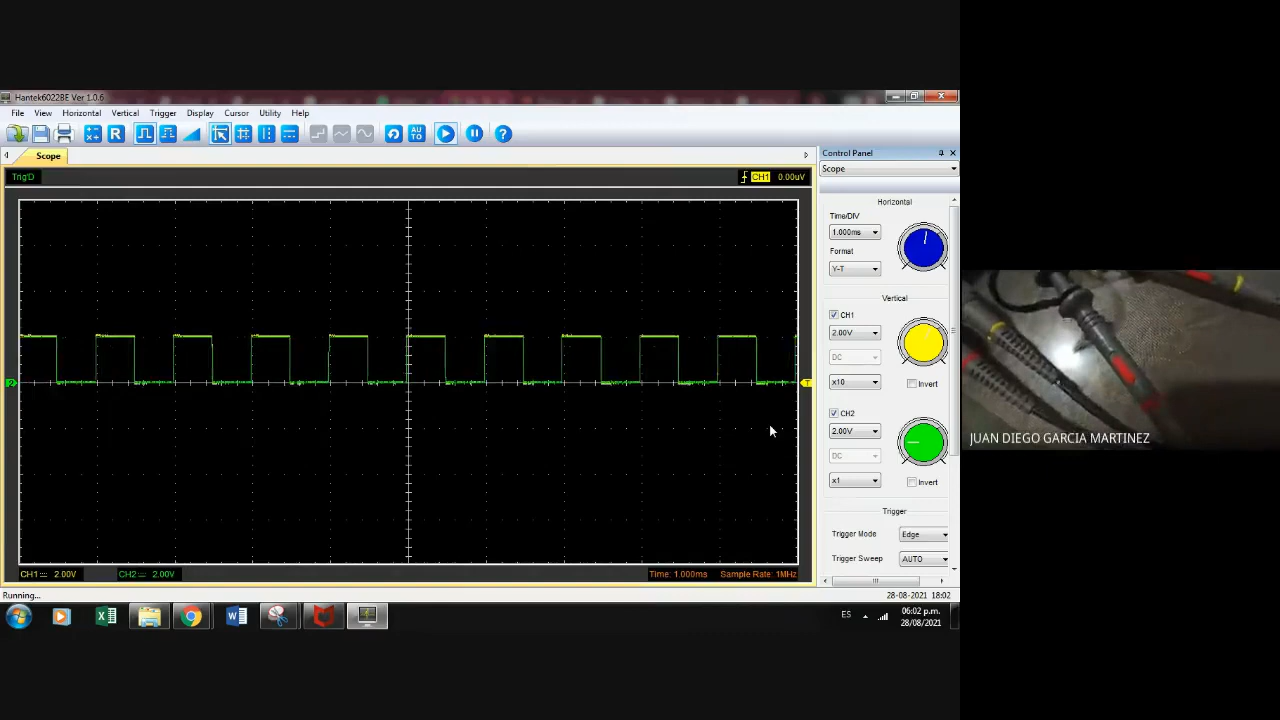 Hantek6022BE Ver 1.0.6
File View Horizontal Vertical Trigger Display Cursor Utility Help
R AU TO ?
Scope
Control Panel
Scope
Trig'D
CH1 0.00uV
Horizontal
Time/DIV
1.000ms
Format
Y-T
Vertical
CH1
2.00V
DC
x10
Invert
CH2
2.00V
DC
x1
Invert
Trigger
Trigger Mode Edge
Trigger Sweep AUTO
2
T
CH1 2.00V CH2 2.00V Time: 1.000ms Sample Rate: 1MHz
Running...
28-08-2021 18:02
ES
06:02 p.m.
28/08/2021
JUAN DIEGO GARCIA MARTINEZ